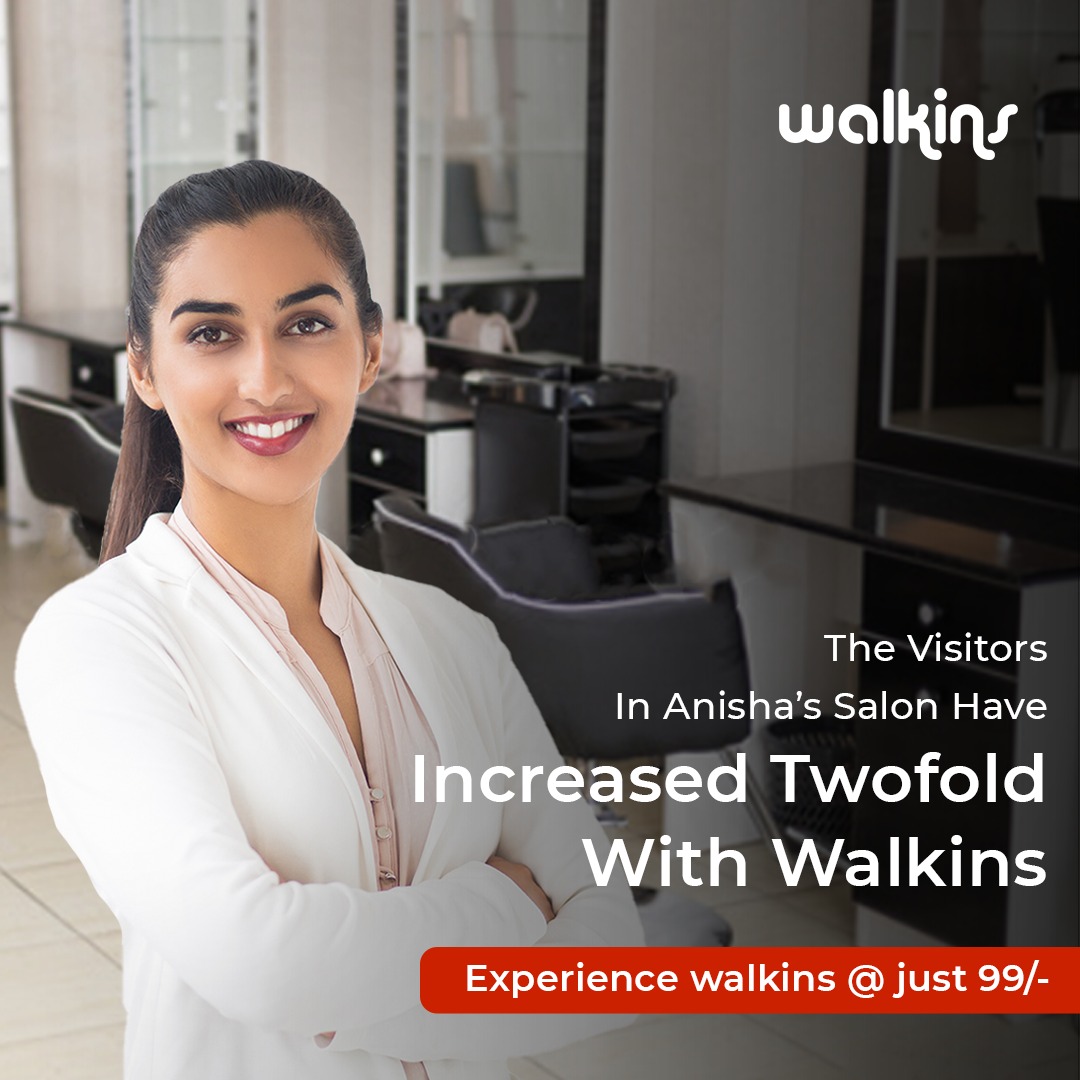 walkins
The Visitors
In Anisha’s Salon Have
Increased Twofold
With Walkins
Experience walkins @ just 99/-